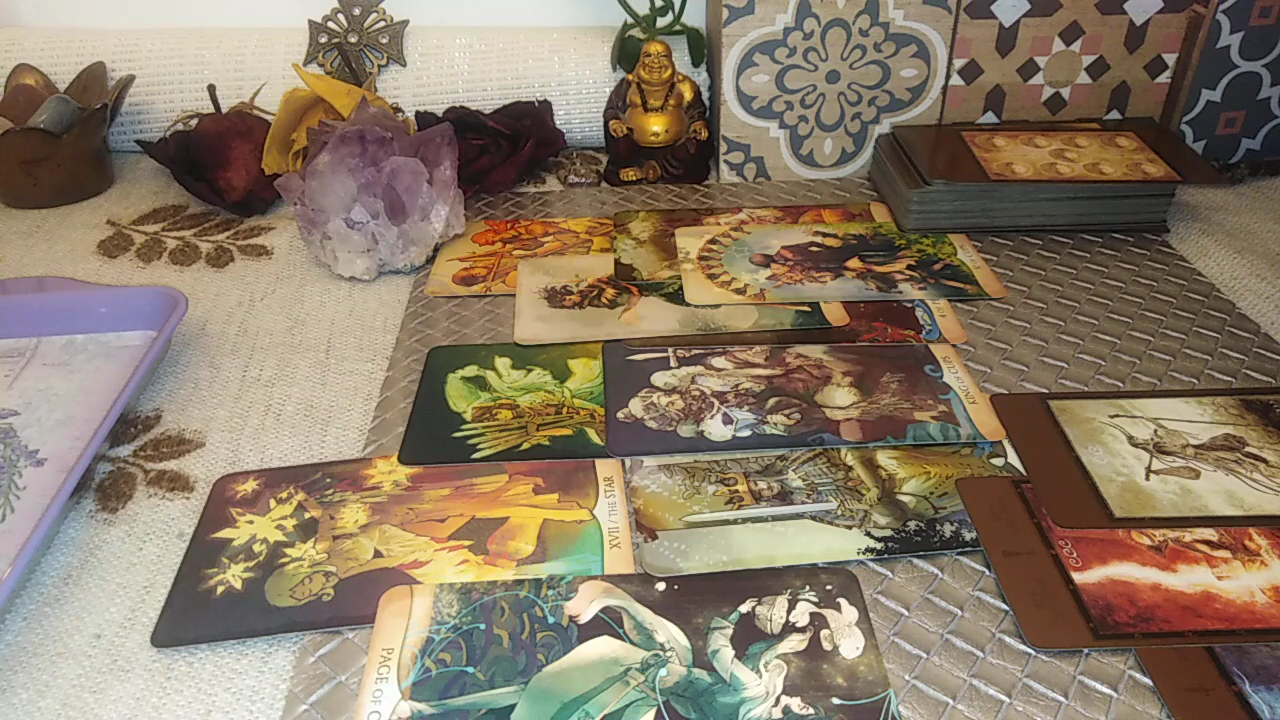 KING OF CUPS
XVII / THE STAR
PAGE OF C